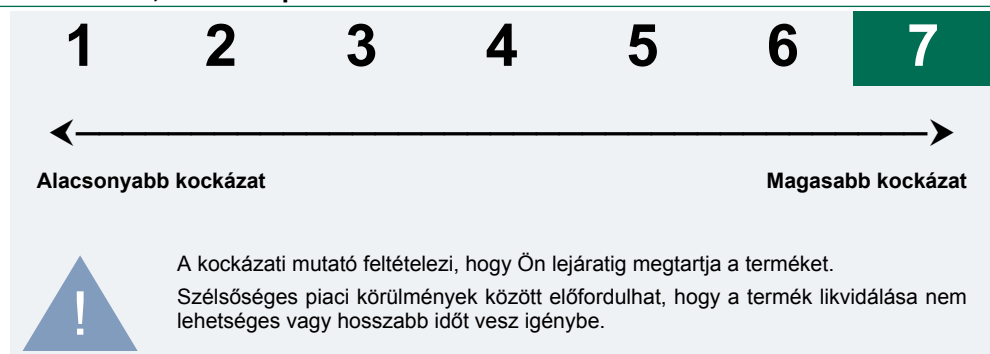 1 2 3 4 5 6 7
Alacsonyabb kockázat Magasabb kockázat
! A kockázati mutató feltételezi, hogy Ön lejáratig megtartja a terméket.
Szélsőséges piaci körülmények között előfordulhat, hogy a termék likvidálása nem
lehetséges vagy hosszabb időt vesz igénybe.